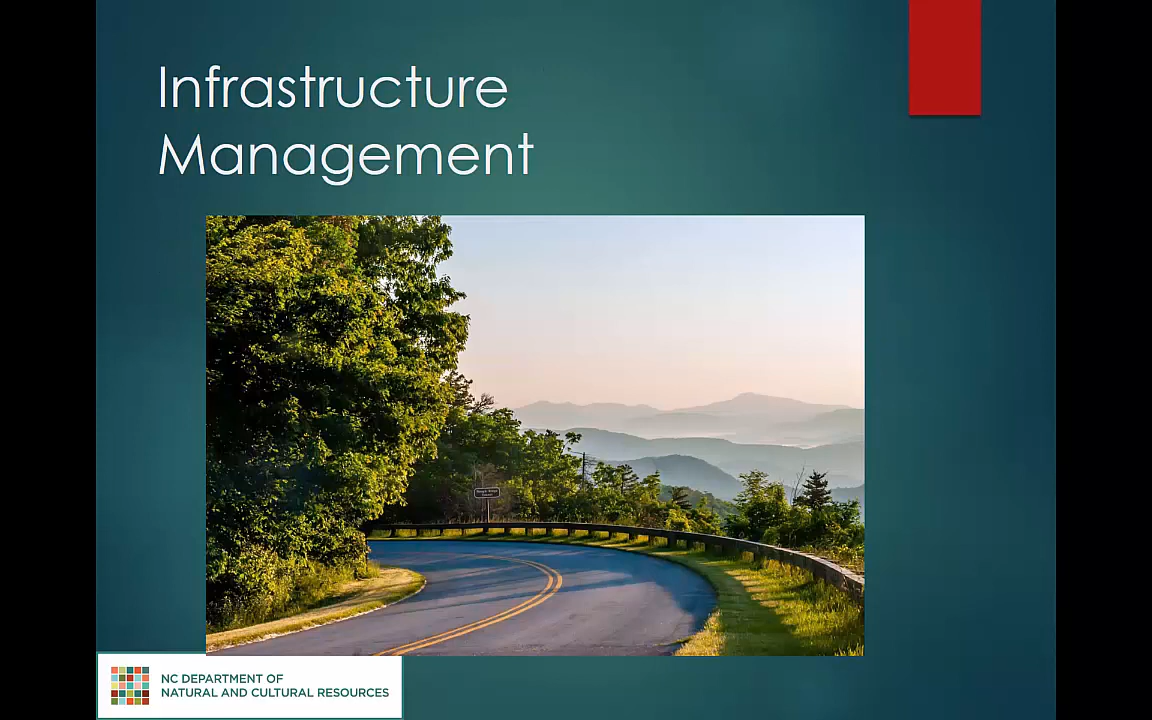 Infrastructure
Management
NC DEPARTMENT OF
NATURAL AND CULTURAL RESOURCES